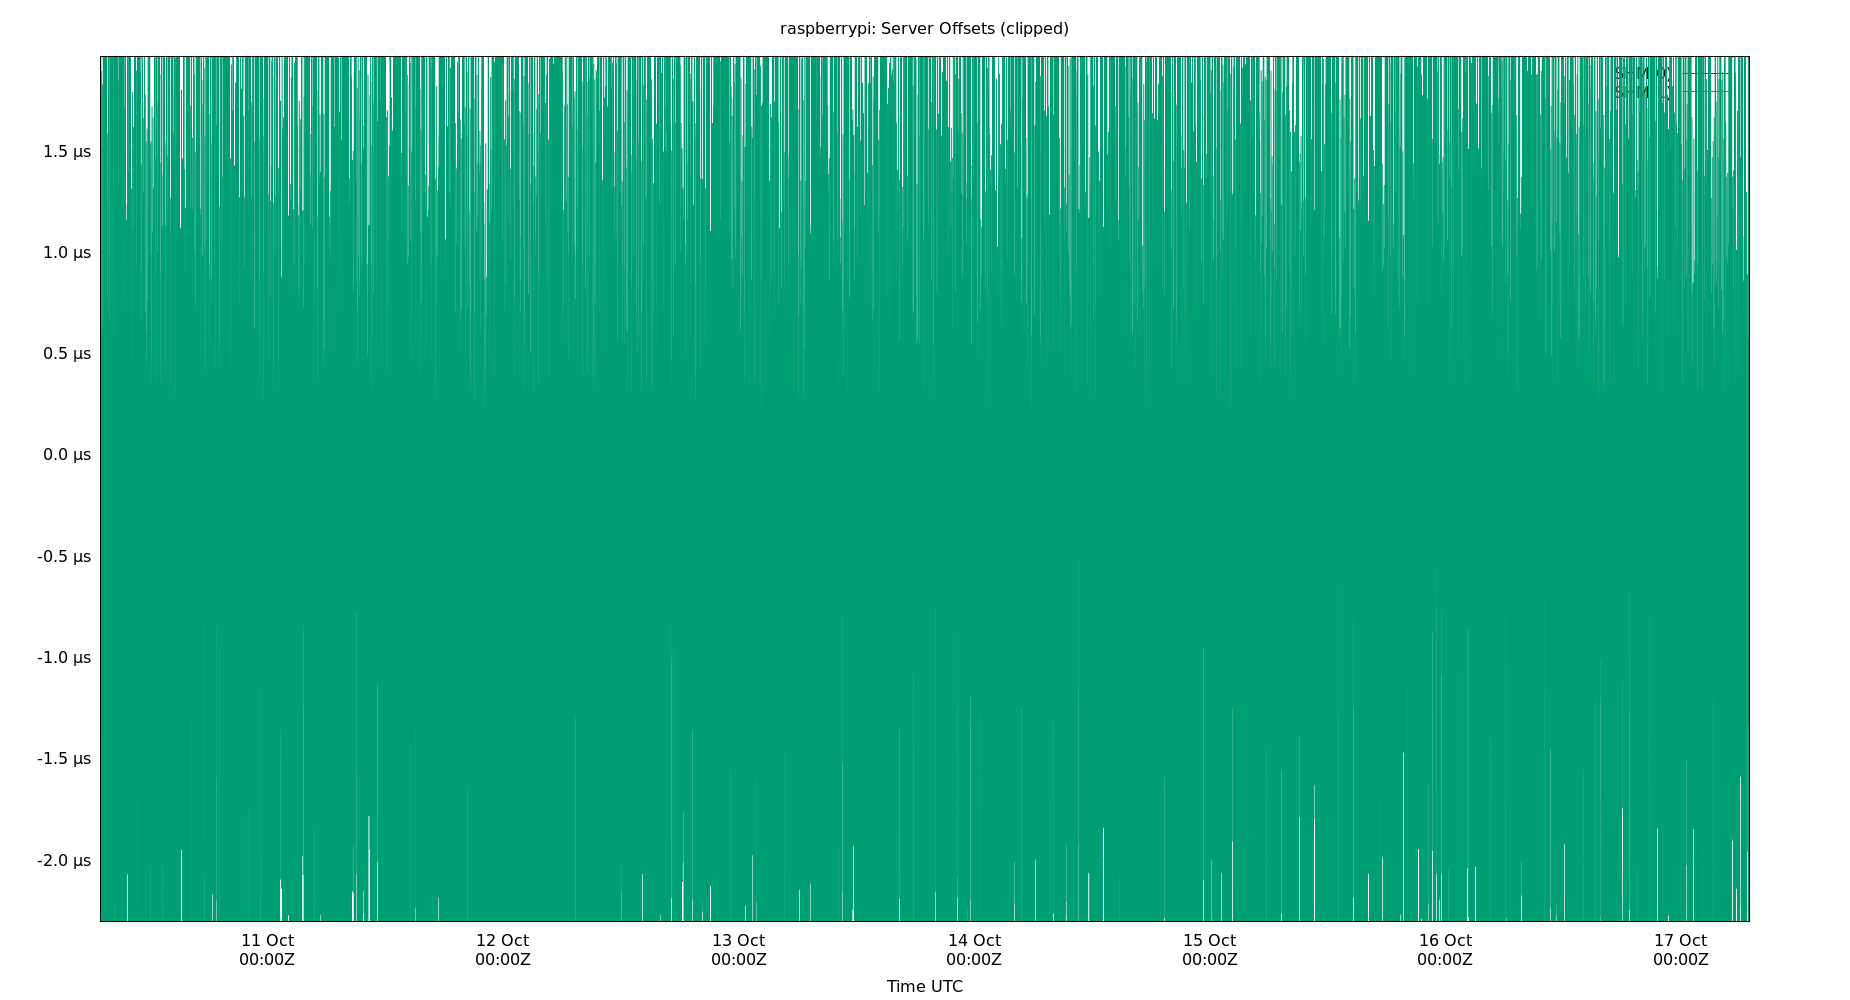 raspberrypi: Server Offsets (clipped)
1.5 µs
1.0 µs
0.5 µs
0.0 µs
-0.5 µs
-1.0 µs
-1.5 µs
-2.0 µs
11 Oct 12 Oct 13 Oct 14 Oct 15 Oct 16 Oct 17 Oct
00:00Z 00:00Z 00:00Z 00:00Z 00:00Z 00:00Z 00:00Z
Time UTC